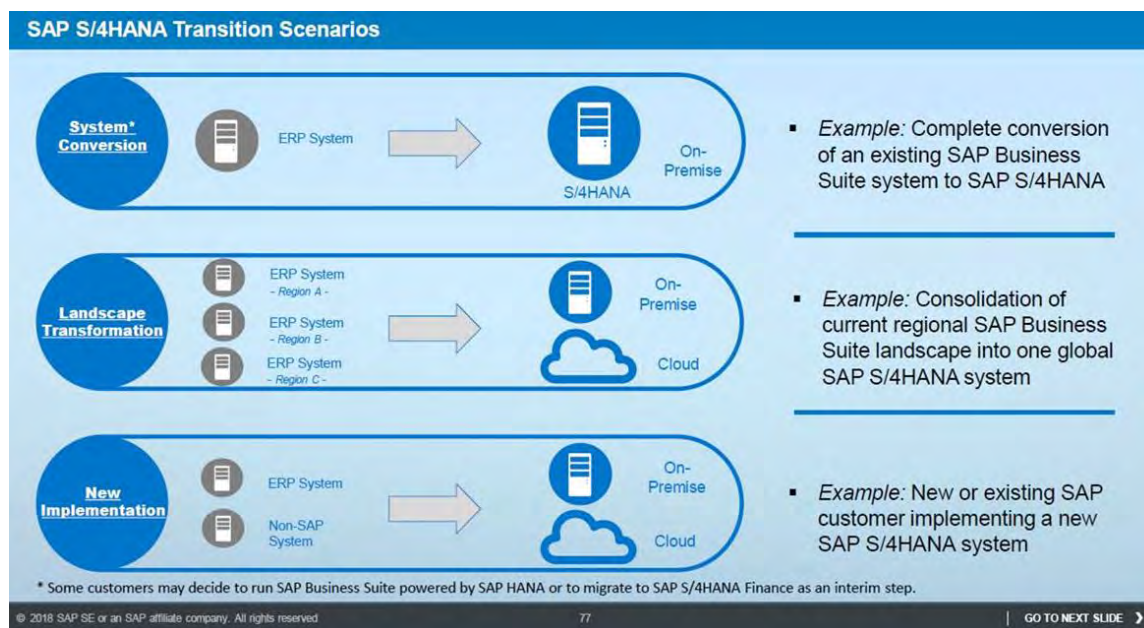 SAP S/4HANA Transition Scenarios
System*
Conversion
ERP System
S/4HANA
On-
Premise
▪ Example: Complete conversion
of an existing SAP Business
Suite system to SAP S/4HANA
Landscape
Transformation
ERP System
- Region A -
ERP System
- Region B -
ERP System
- Region C -
On-
Premise
Cloud
▪ Example: Consolidation of
current regional SAP Business
Suite landscape into one global
SAP S/4HANA system
New
Implementation
ERP System
Non-SAP
System
On-
Premise
Cloud
▪ Example: New or existing SAP
customer implementing a new
SAP S/4HANA system
* Some customers may decide to run SAP Business Suite powered by SAP HANA or to migrate to SAP S/4HANA Finance as an interim step.
© 2018 SAP SE or an SAP affiliate company. All rights reserved
77
| GO TO NEXT SLIDE ❯